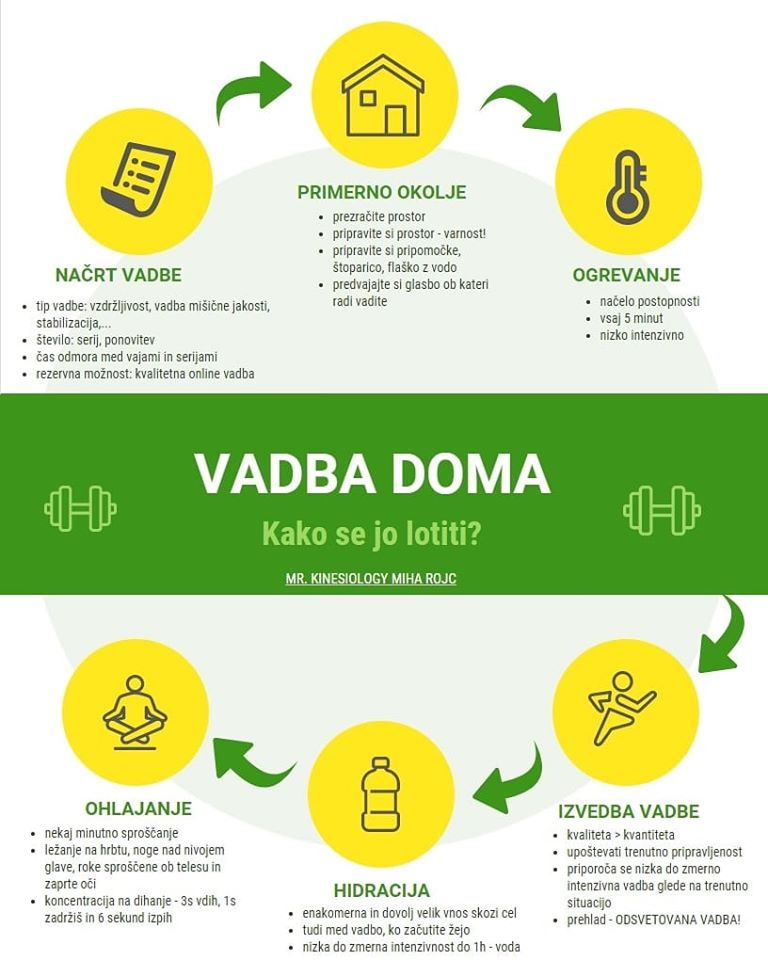 PRIMERNO OKOLJE
• prezračite prostor
• pripravite si prostor - varnost!
• pripravite si pripomočke,
štoparico, flaško z vodo
• predvajajte si glasbo ob kateri
radi vadite
NAČRT VADBE
• tip vadbe: vzdržljivost, vadba mišične jakosti,
stabilizacija,...
• število: serij, ponovitev
• čas odmora med vajami in serijami
• rezervna možnost: kvalitetna online vadba
OGREVANJE
• načelo postopnosti
• vsaj 5 minut
• nizko intenzivno
VADBA DOMA
Kako se jo lotiti?
MR. KINESIOLOGY MIHA ROJC
OHLAJANJE
• nekaj minutno sproščanje
• ležanje na hrbtu, noge nad nivojem
glave, roke sproščene ob telesu in
zaprte oči
• koncentracija na dihanje - 3s vdih, 1s
zadržiš in 6 sekund izpih
HIDRACIJA
• enakomerna in dovolj velik vnos skozi cel
• tudi med vadbo, ko začutite žejo
• nizka do zmerna intenzivnost do 1h - voda
IZVEDBA VADBE
• kvaliteta > kvantiteta
• upoštevati trenutno pripravljenost
• priporoča se nizka do zmerno
intenzivna vadba glede na trenutno
situacijo
• prehlad - ODSVETOVANA VADBA!